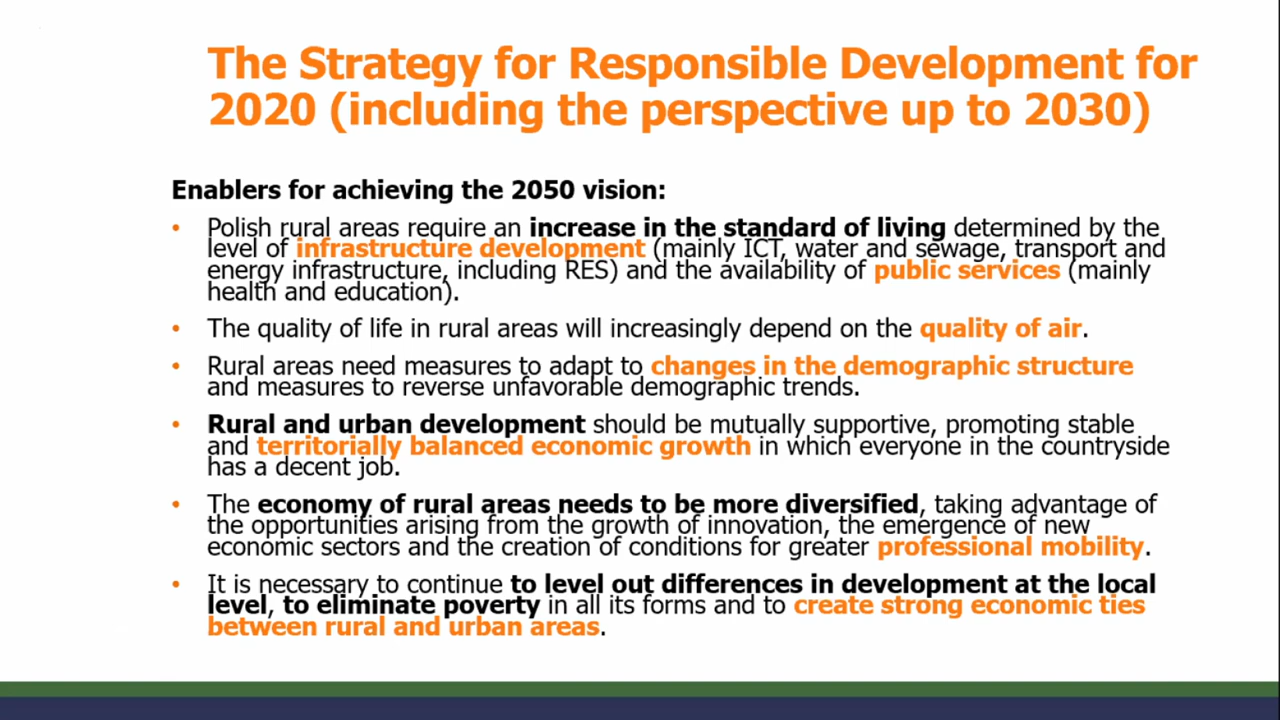 The Strategy for Responsible Development for
2020 (including the perspective up to 2030)
Enablers for achieving the 2050 vision:
• Polish rural areas require an increase in the standard of living determined by the
level of infrastructure development (mainly ICT, water and sewage, transport and
energy infrastructure, including RES) and the availability of public services (mainly
health and education).
• The quality of life in rural areas will increasingly depend on the quality of air.
• Rural areas need measures to adapt to changes in the demographic structure
and measures to reverse unfavorable demographic trends.
• Rural and urban development should be mutually supportive, promoting stable
and territorially balanced economic growth in which everyone in the countryside
has a decent job.
• The economy of rural areas needs to be more diversified, taking advantage of
the opportunities arising from the growth of innovation, the emergence of new
economic sectors and the creation of conditions for greater professional mobility.
• It is necessary to continue to level out differences in development at the local
level, to eliminate poverty in all its forms and to create strong economic ties
between rural and urban areas.